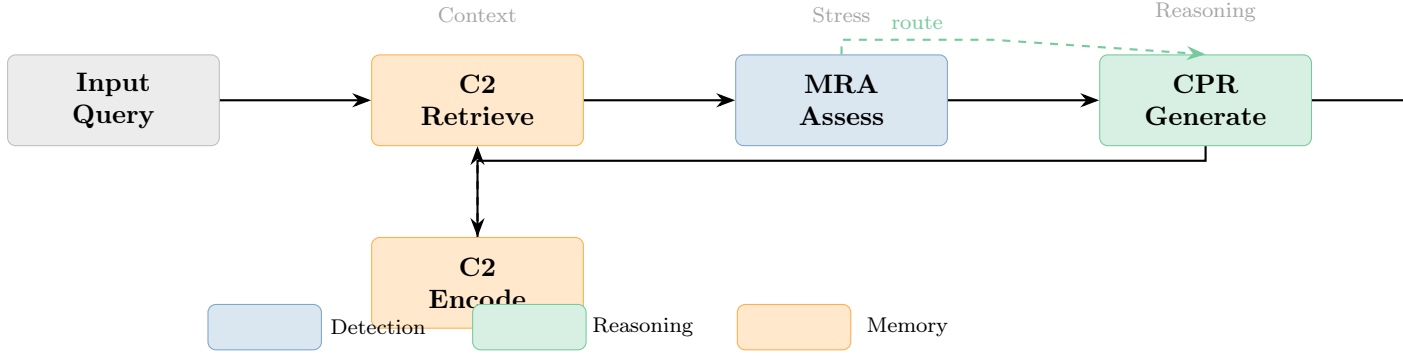 Context
Stress
Reasoning
route
Input
Query
C2
Retrieve
MRA
Assess
CPR
Generate
C2
Encode
Detection
Reasoning
Memory